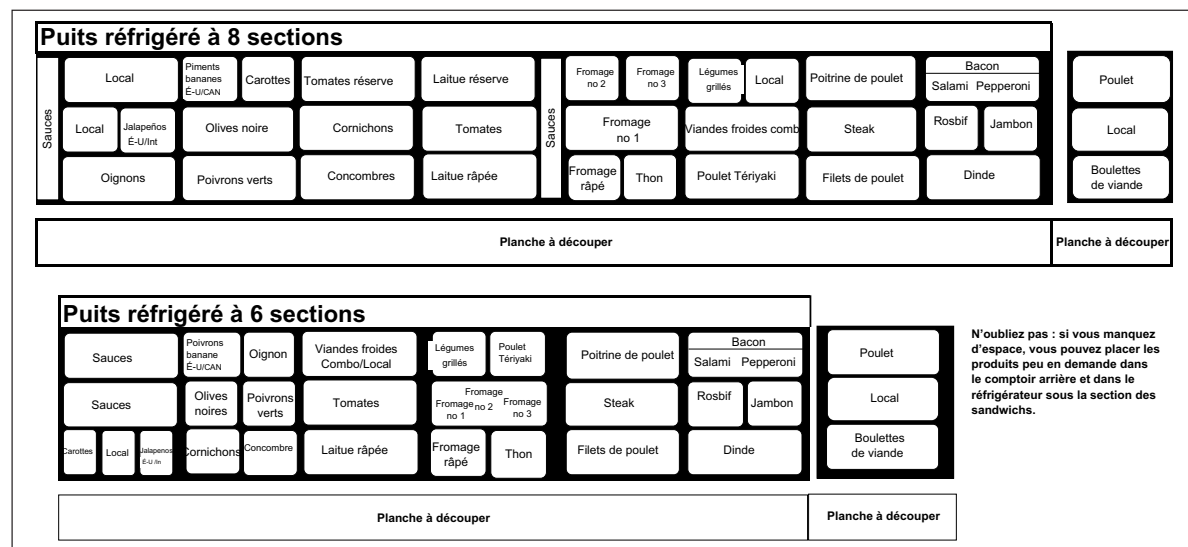 Puits réfrigéré à 8 sections
Sauces
Local
Piments
bananes
É-U/CAN
Carottes
Tomates réserve
Laitue réserve
Sauces
Fromage
no 2
Fromage
no 3
Légumes
grillés
Local
Poitrine de poulet
Bacon
Salami Pepperoni
Poulet
Local
Jalapeños
É-U/Int
Olives noire
Cornichons
Tomates
Fromage
no 1
Viandes froides comb
Steak
Rosbif
Jambon
Local
Oignons
Poivrons verts
Concombres
Laitue râpée
Fromage
râpé
Thon
Poulet Tériyaki
Filets de poulet
Dinde
Boulettes
de viande
Planche à découper
Planche à découper
Puits réfrigéré à 6 sections
Sauces
Poivrons
banane
É-U/CAN
Oignon
Viandes froides
Combo/Local
Légumes
grillés
Poulet
Tériyaki
Poitrine de poulet
Bacon
Salami Pepperoni
Poulet
Sauces
Olives
noires
Poivrons
verts
Tomates
Fromage
no 1
Fromage
no 2
Fromage
no 3
Steak
Rosbif
Jambon
Local
Carottes
Local
Jalapenos
É-U /In
Cornichons
Concombre
Laitue râpée
Fromage
râpé
Thon
Filets de poulet
Dinde
Boulettes
de viande
N'oubliez pas : si vous manquez
d'espace, vous pouvez placer les
produits peu en demande dans
le comptoir arrière et dans le
réfrigérateur sous la section des
sandwichs.
Planche à découper
Planche à découper